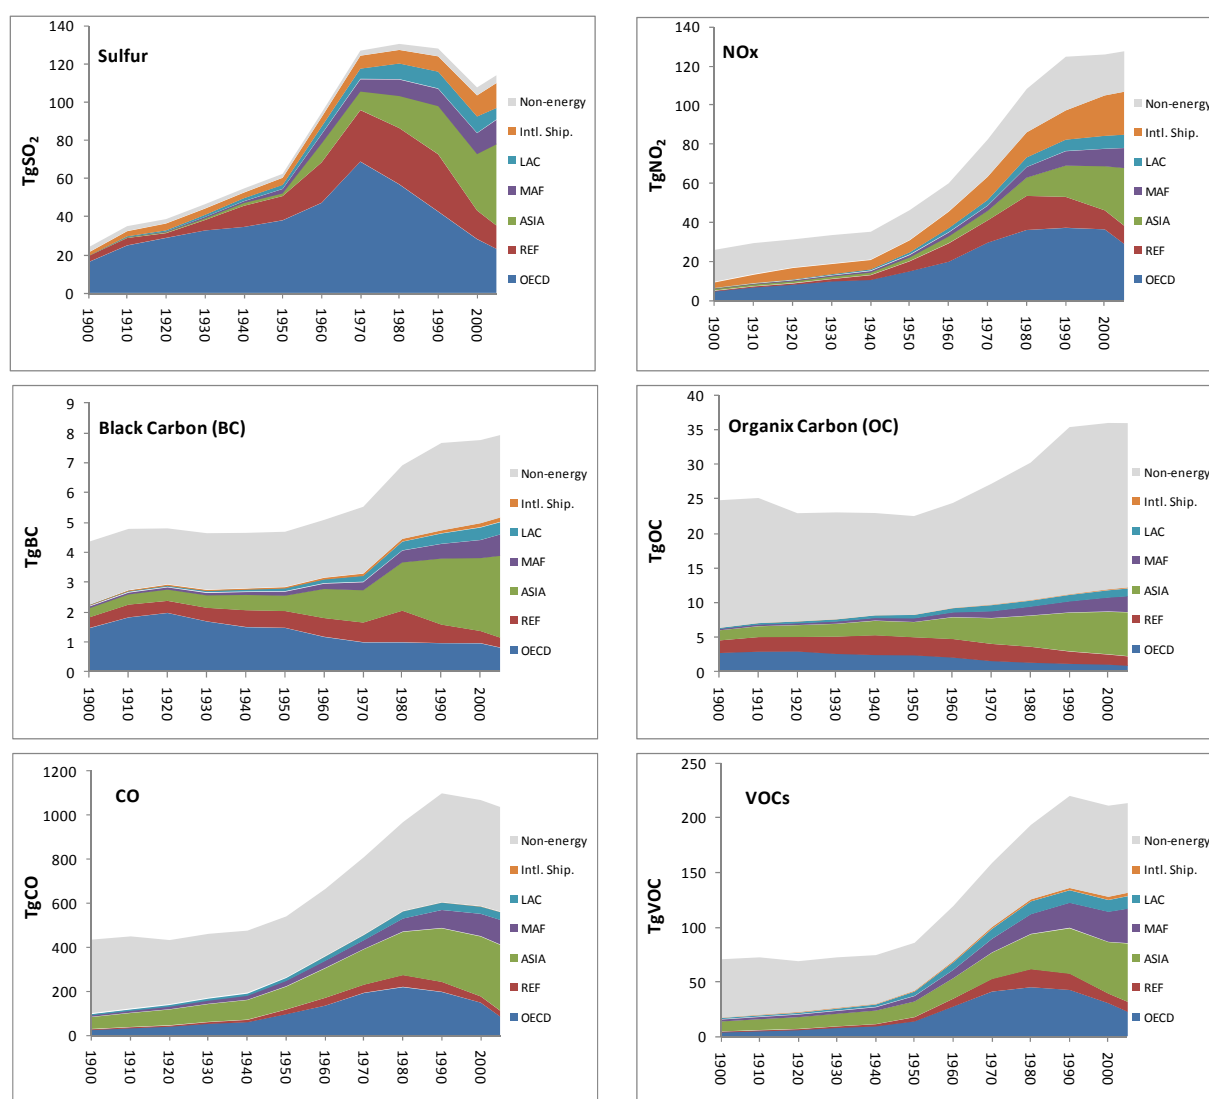 Sulfur
TgSO2
140
120
100
80
60
40
20
0
1900
1910
1920
1930
1940
1950
1960
1970
1980
1990
2000
Non-energy
Intl. Ship.
LAC
MAF
ASIA
REF
OECD
NOx
TgNO2
140
120
100
80
60
40
20
0
1900
1910
1920
1930
1940
1950
1960
1970
1980
1990
2000
Non-energy
Intl. Ship.
LAC
MAF
ASIA
REF
OECD
Black Carbon (BC)
TgBC
9
8
7
6
5
4
3
2
1
0
1900
1910
1920
1930
1940
1950
1960
1970
1980
1990
2000
Non-energy
Intl. Ship.
LAC
MAF
ASIA
REF
OECD
Organix Carbon (OC)
TgOC
40
35
30
25
20
15
10
5
0
1900
1910
1920
1930
1940
1950
1960
1970
1980
1990
2000
Non-energy
Intl. Ship.
LAC
MAF
ASIA
REF
OECD
CO
TgCO
1200
1000
800
600
400
200
0
1900
1910
1920
1930
1940
1950
1960
1970
1980
1990
2000
Non-energy
Intl. Ship.
LAC
MAF
ASIA
REF
OECD
VOCs
TgVOC
250
200
150
100
50
0
1900
1910
1920
1930
1940
1950
1960
1970
1980
1990
2000
Non-energy
Intl. Ship.
LAC
MAF
ASIA
REF
OECD